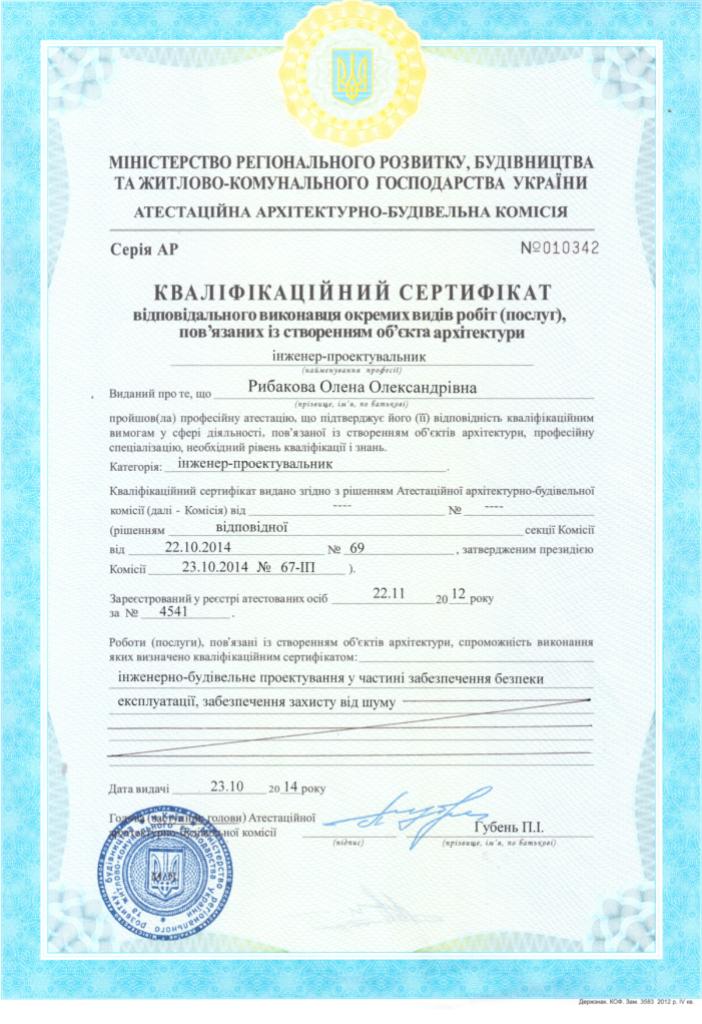 МІНІСТЕРСТВО РЕГІОНАЛЬНОГО РОЗВИТКУ, БУДІВНИЦТВА
ТА ЖИТЛОВО-КОМУНАЛЬНОГО ГОСПОДАРСТВА УКРАЇНИ
АТЕСТАЦІЙНА АРХІТЕКТУРНО-БУДІВЕЛЬНА КОМІСІЯ
Серія АР №010342
КВАЛІФІКАЦІЙНИЙ СЕРТИФІКАТ
відповідального виконавця окремих видів робіт (послуг),
пов’язаних із створенням об’єкта архітектури
інженер-проектувальник
(найменування професії)
Виданий про те, що Рибакова Олена Олександрівна
(прізвище, ім’я, по батькові)
пройшов(ла) професійну атестацію, що підтверджує його (її) відповідність кваліфікаційним
вимогам у сфері діяльності, пов’язаної із створенням об’єктів архітектури, професійну
спеціалізацію, необхідний рівень кваліфікації і знань.
Категорія: інженер-проектувальник .
Кваліфікаційний сертифікат видано згідно з рішенням Атестаційної архітектурно-будівельної
комісії (далі - Комісія) від ---- № ----
(рішенням відповідної секції Комісії
від 22.10.2014 № 69 , затвердженим президією
Комісії 23.10.2014 № 67-ІП ).
Зареєстрований у реєстрі атестованих осіб 22.11 20 12 року
за № 4541 .
Роботи (послуги), пов’язані із створенням об’єктів архітектури, спроможність виконання
яких визначено кваліфікаційним сертифікатом:
інженерно-будівельне проектування у частині забезпечення безпеки
експлуатації, забезпечення захисту від шуму
Дата видачі 23.10 20 14 року
Голова (заступник голови) Атестаційної
архітектурно-будівельної комісії Губень П.І.
(підпис) (прізвище, ім’я, по батькові)
Держзнак. КОФ. Зам. 3583 2012 р. IV кв.